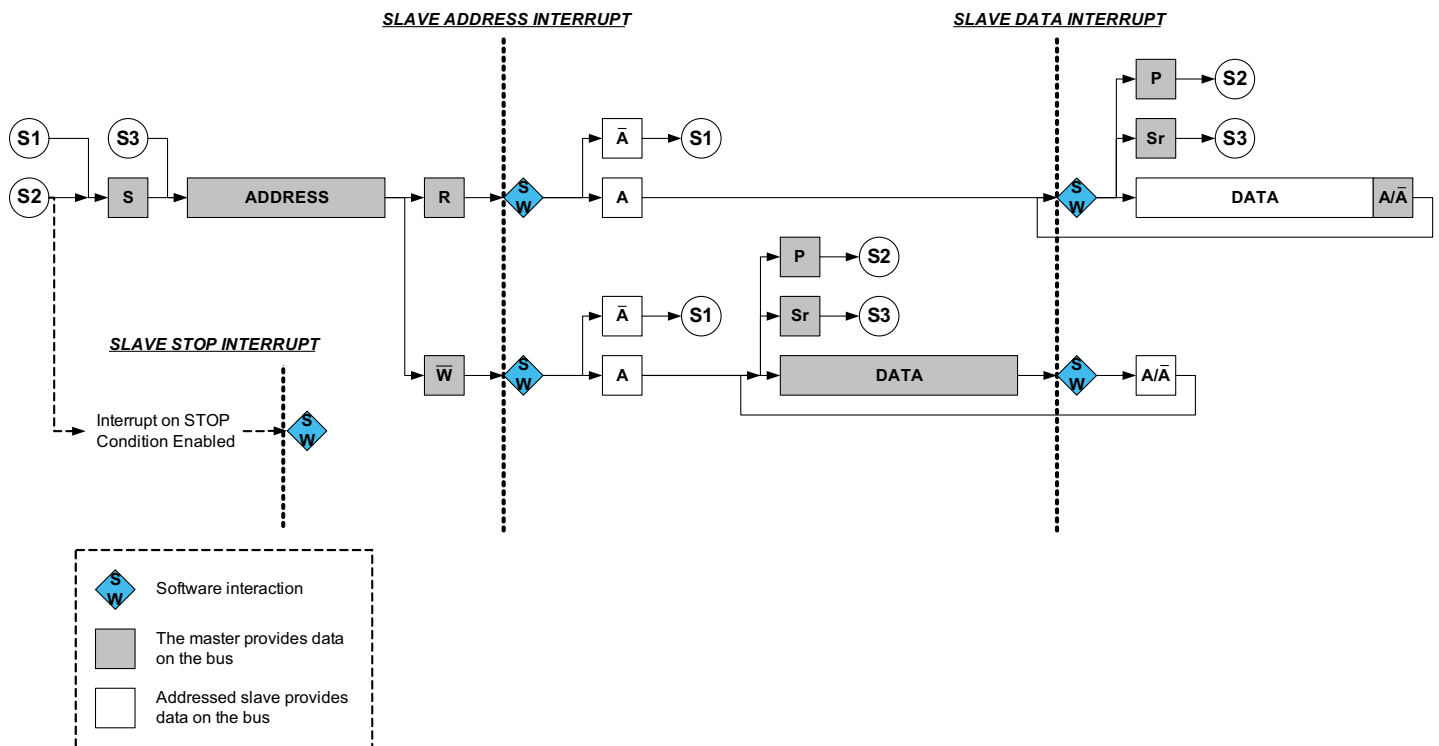 SLAVE ADDRESS INTERRUPT
SLAVE DATA INTERRUPT
P
S2
S1
S3
A̅
S1
Sr
S3
S2
S
ADDRESS
R
S
W
A
S
W
DATA
A/A̅
P
S2
A̅
S1
Sr
S3
SLAVE STOP INTERRUPT
W̅
S
W
A
DATA
S
W
A/A̅
Interrupt on STOP
Condition Enabled
S
W
S
W
Software interaction
The master provides data
on the bus
Addressed slave provides
data on the bus